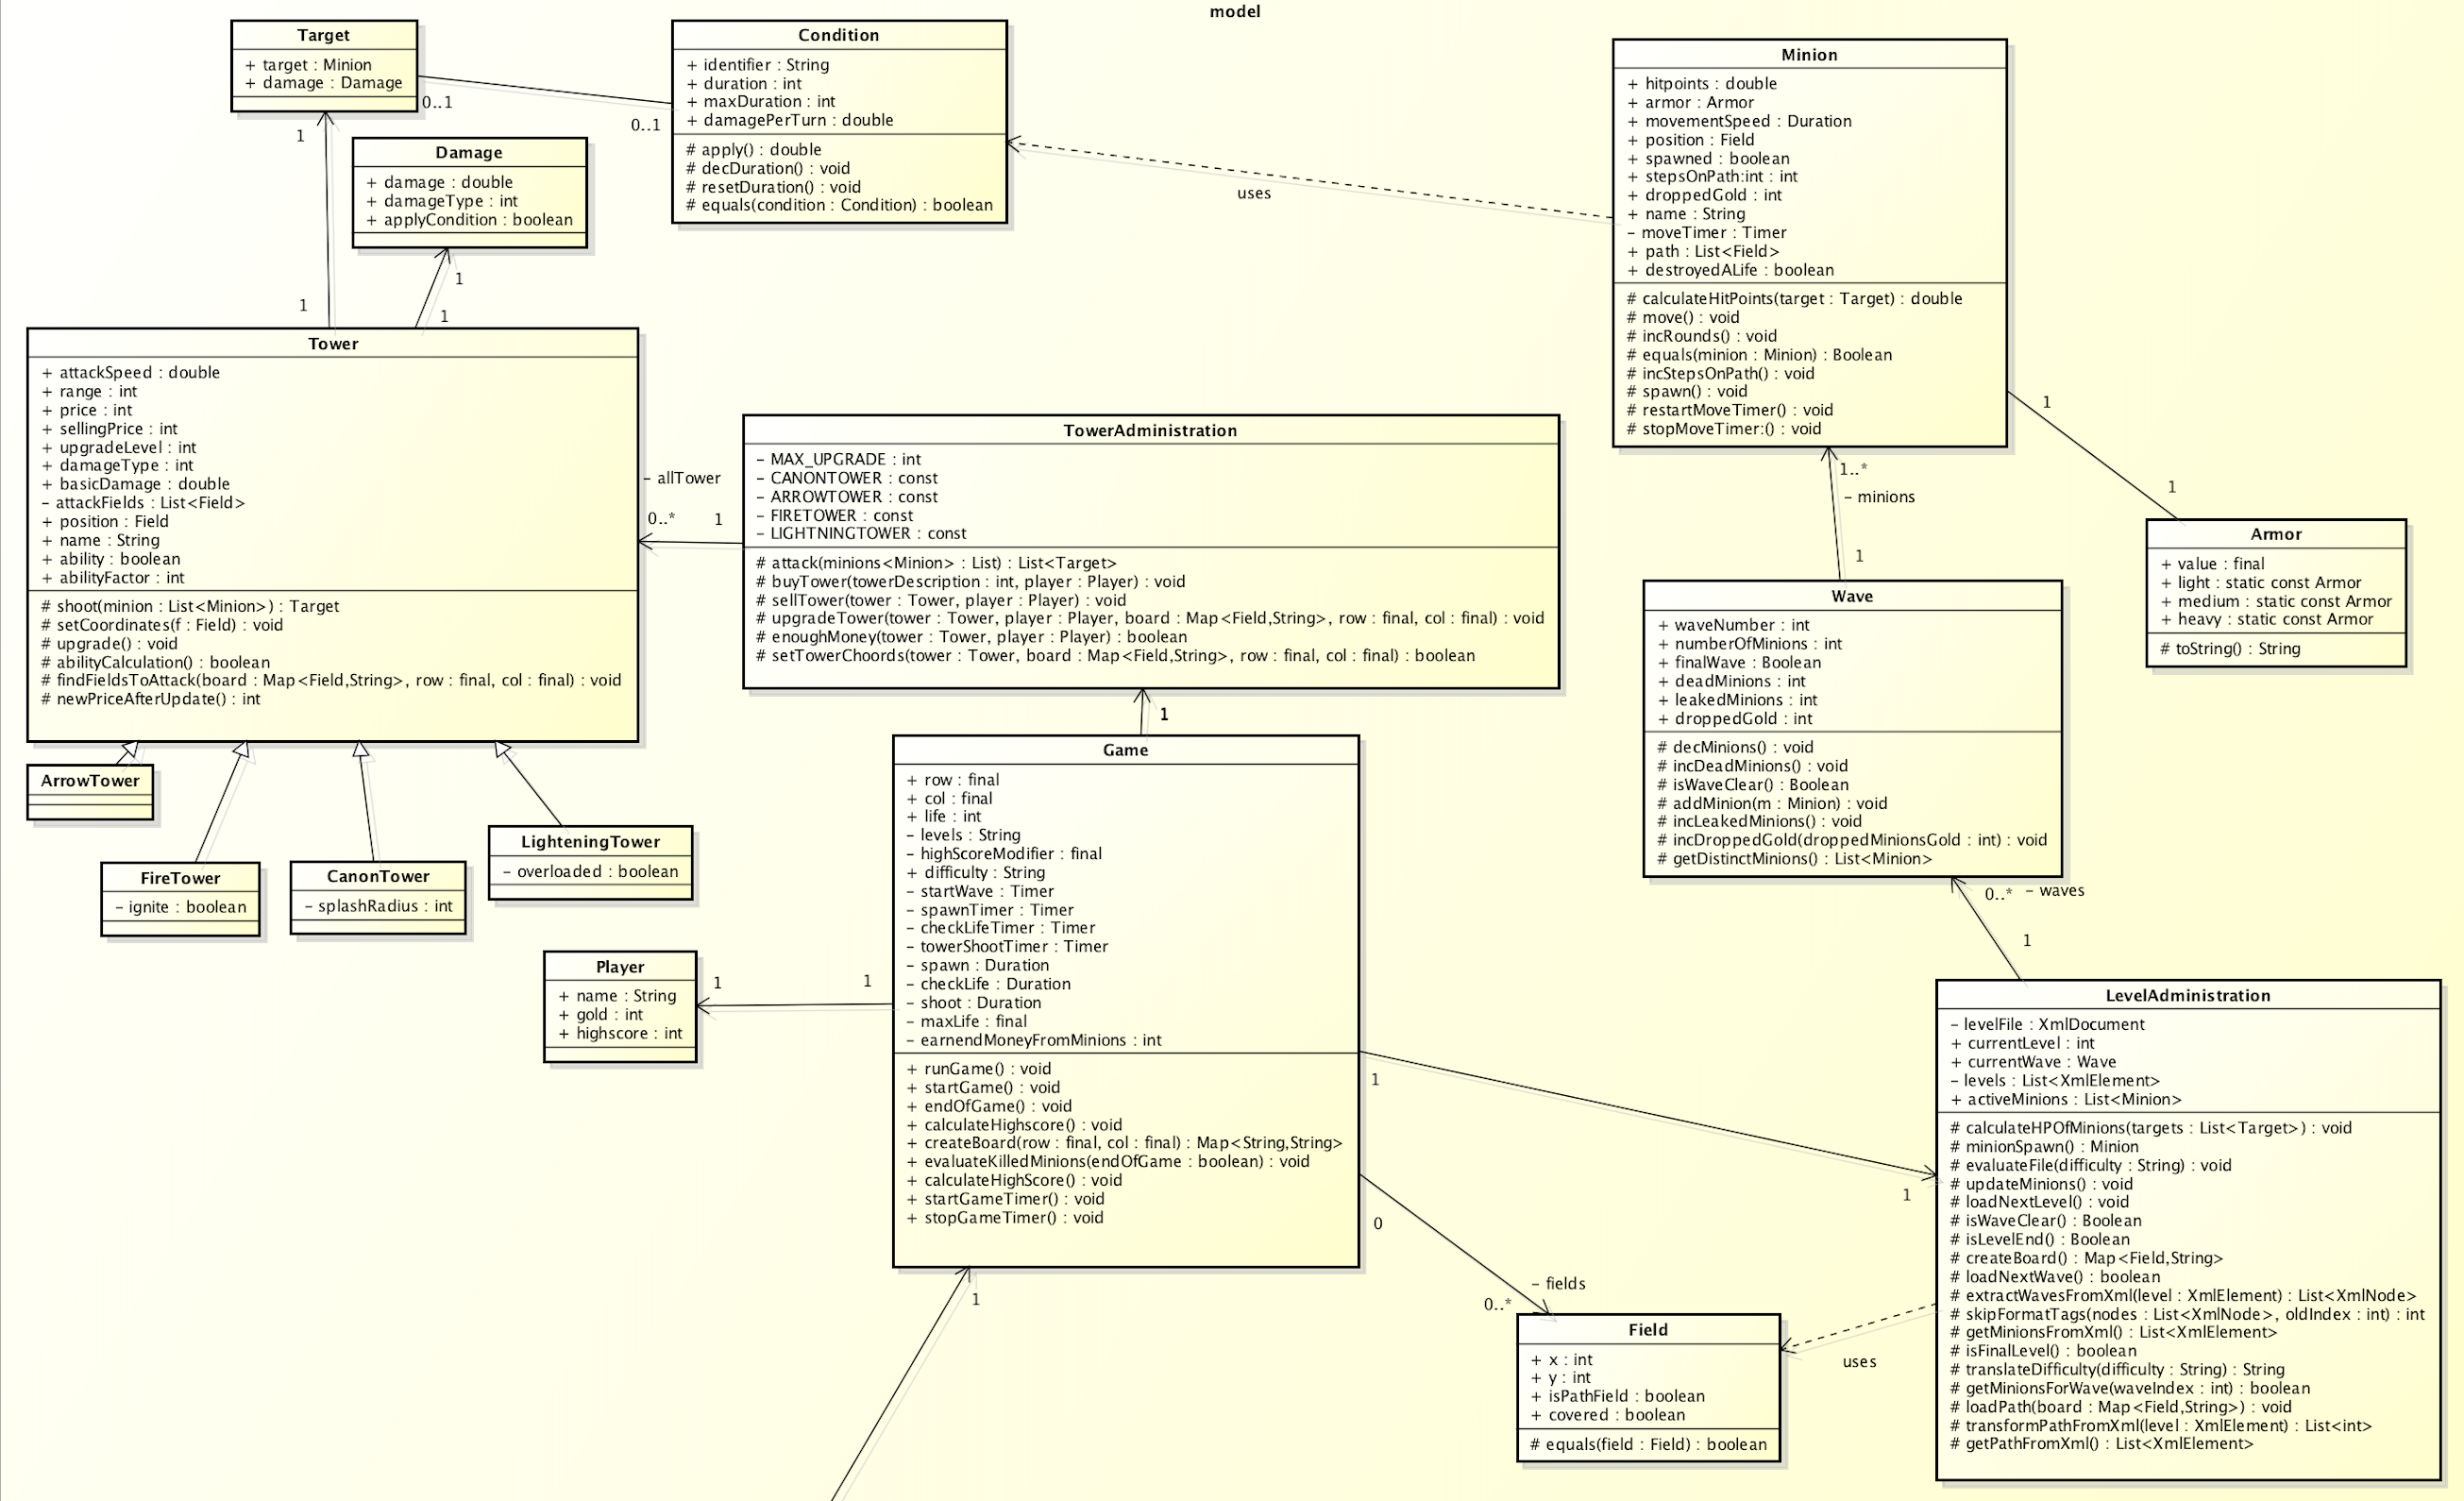 model
Target
+ target : Minion
+ damage : Damage
0..1
1
1
Condition
+ identifier : String
+ duration : int
+ maxDuration : int
+ damagePerTurn : double
# apply() : double
# decDuration() : void
# resetDuration() : void
# equals(condition : Condition) : boolean
0..1
uses
Damage
+ damage : double
+ damageType : int
+ applyCondition : boolean
1
1
Minion
+ hitpoints : double
+ armor : Armor
+ movementSpeed : Duration
+ position : Field
+ spawned : boolean
+ stepsOnPath:int : int
+ droppedGold : int
+ name : String
- moveTimer : Timer
+ path : List<Field>
+ destroyedALife : boolean
# calculateHitPoints(target : Target) : double
# move() : void
# incRounds() : void
# equals(minion : Minion) : Boolean
# incStepsOnPath() : void
# spawn() : void
# restartMoveTimer() : void
# stopMoveTimer:() : void
1
1
1..*
- minions
1
Tower
+ attackSpeed : double
+ range : int
+ price : int
+ sellingPrice : int
+ upgradeLevel : int
+ damageType : int
+ basicDamage : double
- attackFields : List<Field>
+ position : Field
+ name : String
+ ability : boolean
+ abilityFactor : int
# shoot(minion : List<Minion>) : Target
# setCoordinates(f : Field) : void
# upgrade() : void
# abilityCalculation() : boolean
# findFieldsToAttack(board : Map<Field,String>, row : final, col : final) : void
# newPriceAfterUpdate() : int
- allTower
0..*
1
TowerAdministration
- MAX_UPGRADE : int
- CANONTOWER : const
- ARROWTOWER : const
- FIRETOWER : const
- LIGHTNINGTOWER : const
# attack(minions<Minion> : List) : List<Target>
# buyTower(towerDescription : int, player : Player) : void
# sellTower(tower : Tower, player : Player) : void
# upgradeTower(tower : Tower, player : Player, board : Map<Field,String>, row : final, col : final) : void
# enoughMoney(tower : Tower, player : Player) : boolean
# setTowerChoords(tower : Tower, board : Map<Field,String>, row : final, col : final) : boolean
1
Armor
+ value : final
+ light : static const Armor
+ medium : static const Armor
+ heavy : static const Armor
# toString() : String
Wave
+ waveNumber : int
+ numberOfMinions : int
+ finalWave : Boolean
+ deadMinions : int
+ leakedMinions : int
+ droppedGold : int
# decMinions() : void
# incDeadMinions() : void
# isWaveClear() : Boolean
# addMinion(m : Minion) : void
# incLeakedMinions() : void
# incDroppedGold(droppedMinionsGold : int) : void
# getDistinctMinions() : List<Minion>
0..*
- waves
1
ArrowTower
FireTower
- ignite : boolean
CanonTower
- splashRadius : int
LighteningTower
- overloaded : boolean
Player
+ name : String
+ gold : int
+ highscore : int
1
1
Game
+ row : final
+ col : final
+ life : int
- levels : String
- highScoreModifier : final
+ difficulty : String
- startWave : Timer
- spawnTimer : Timer
- checkLifeTimer : Timer
- towerShootTimer : Timer
- spawn : Duration
- checkLife : Duration
- shoot : Duration
- maxLife : final
- earnendMoneyFromMinions : int
+ runGame() : void
+ startGame() : void
+ endOfGame() : void
+ calculateHighscore() : void
+ createBoard(row : final, col : final) : Map<String,String>
+ evaluateKilledMinions(endOfGame : boolean) : void
+ calculateHighScore() : void
+ startGameTimer() : void
+ stopGameTimer() : void
1
1
1
0
- fields
0..*
Field
+ x : int
+ y : int
+ isPathField : boolean
+ covered : boolean
# equals(field : Field) : boolean
uses
LevelAdministration
- levelFile : XmlDocument
+ currentLevel : int
+ currentWave : Wave
- levels : List<XmlElement>
+ activeMinions : List<Minion>
# calculateHPOfMinions(targets : List<Target>) : void
# minionSpawn() : Minion
# evaluateFile(difficulty : String) : void
# updateMinions() : void
# loadNextLevel() : void
# isWaveClear() : Boolean
# isLevelEnd() : Boolean
# createBoard() : Map<Field,String>
# loadNextWave() : boolean
# extractWavesFromXml(level : XmlElement) : List<XmlNode>
# skipFormatTags(nodes : List<XmlNode>, oldIndex : int) : int
# getMinionsFromXml() : List<XmlElement>
# isFinalLevel() : boolean
# translateDifficulty(difficulty : String) : String
# getMinionsForWave(waveIndex : int) : boolean
# loadPath(board : Map<Field,String>) : void
# transformPathFromXml(level : XmlElement) : List<int>
# getPathFromXml() : List<XmlElement>